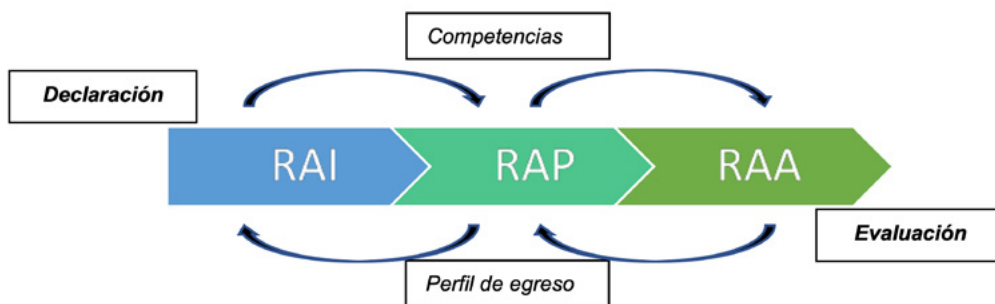 Competencias
Declaración
RAI
RAP
RAA
Evaluación
Perfil de egreso